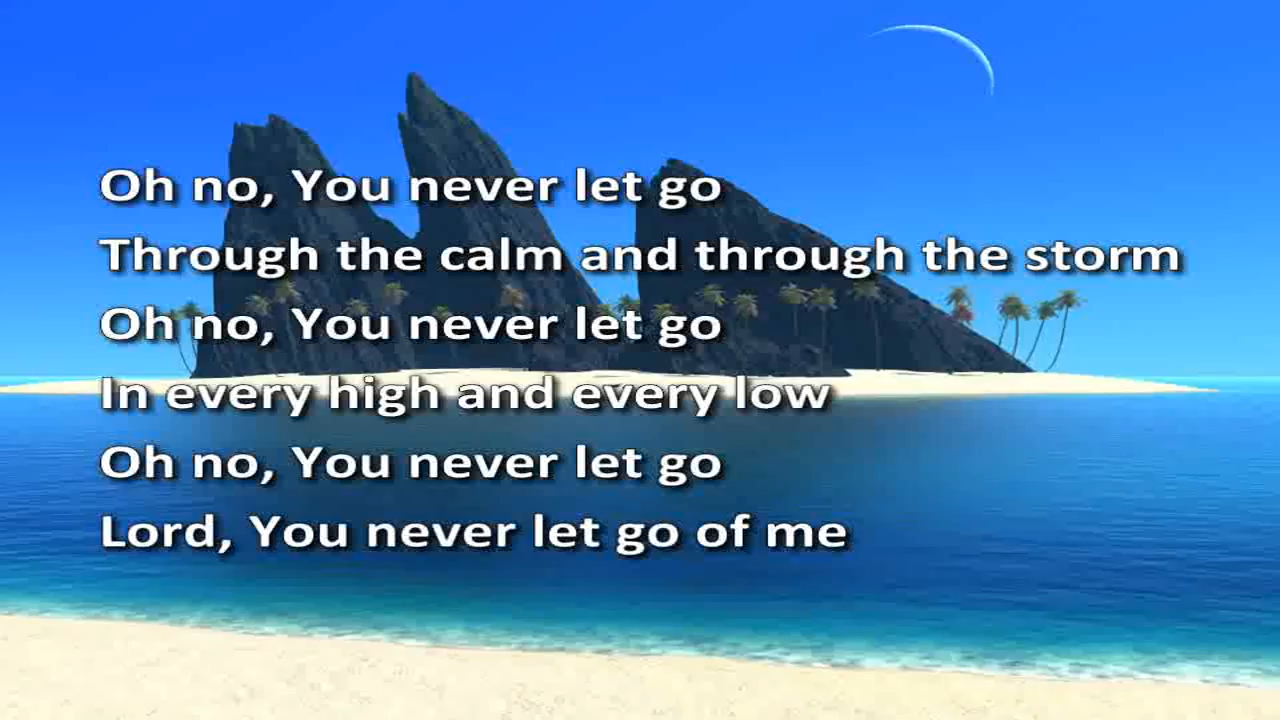 Oh no, You never let go
Through the calm and through the storm
Oh no, You never let go
In every high and every low
Oh no, You never let go
Lord, You never let go of me